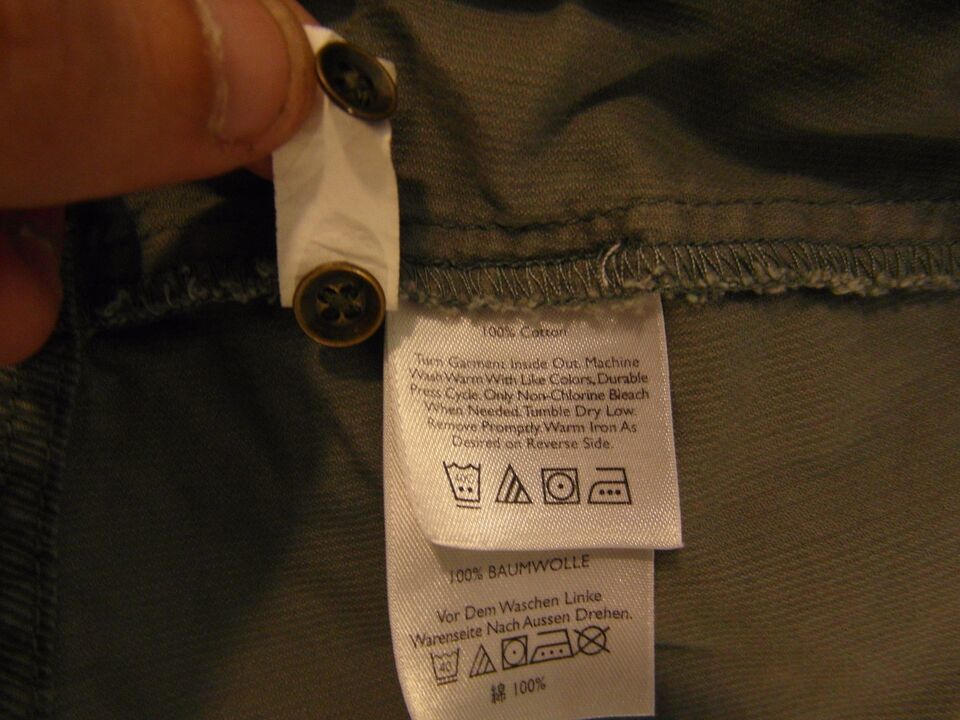 100% Cotton
Turn Garment Inside Out. Machine
Wash Warm With Like Colors, Durable
Press Cycle. Only Non-Chlorine Bleach
When Needed. Tumble Dry Low.
Remove Promptly. Warm Iron As
Desired on Reverse Side.
40
100% BAUMWOLLE
Vor Dem Waschen Linke
Warenseite Nach Aussen Drehen.
40
綿 100%